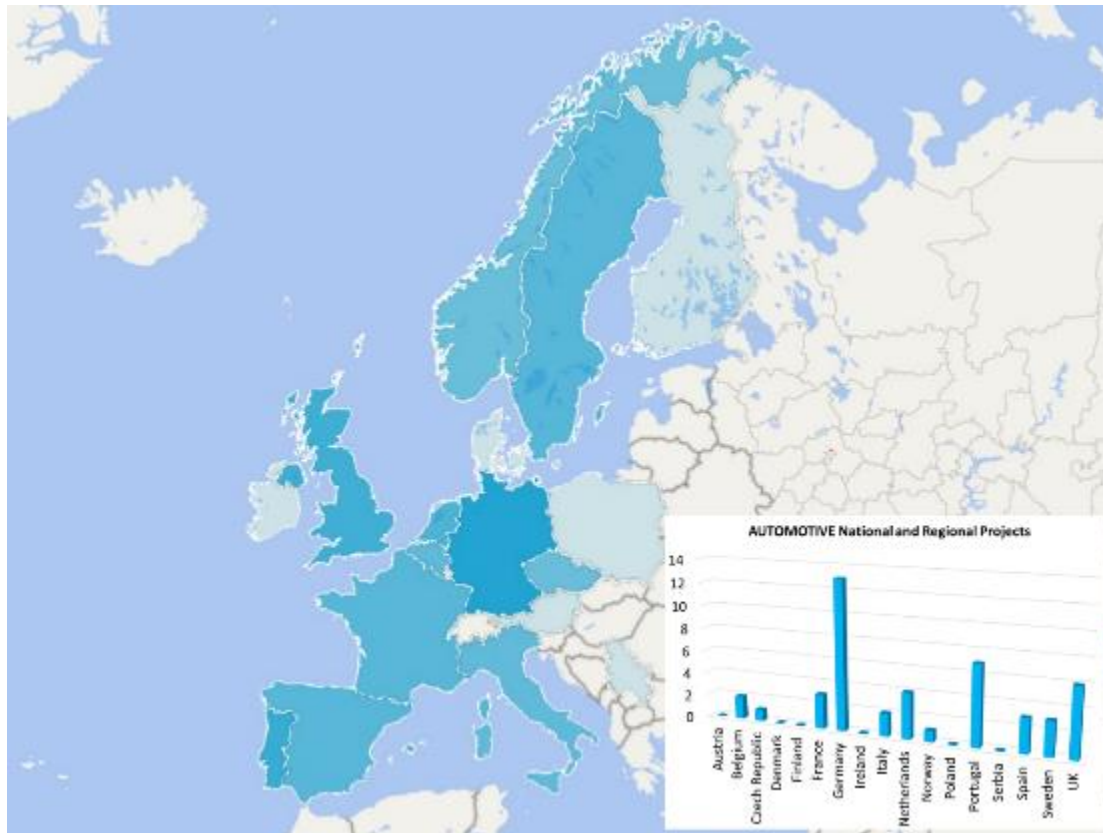 AUTOMOTIVE National and Regional Projects
14
12
10
8
6
4
2
0
Austria
Belgium
Czech Republic
Denmark
Finland
France
Germany
Ireland
Italy
Netherlands
Norway
Poland
Portugal
Serbia
Spain
Sweden
UK